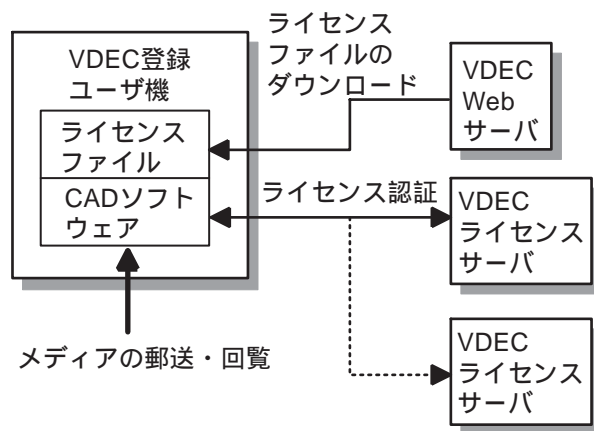 VDEC登録
ユーザ機
ライセンス
ファイル
CADソフト
ウェア
ライセンス
ファイルの
ダウンロード
VDEC
Web
サーバ
ライセンス認証
VDEC
ライセンス
サーバ
VDEC
ライセンス
サーバ
メディアの郵送・回覧